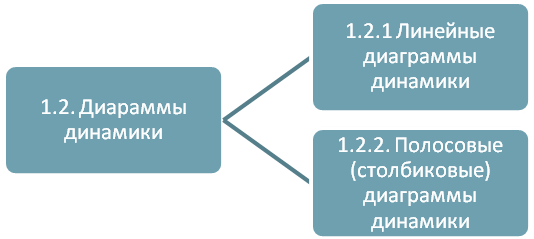 1.2. Диараммы
динамики
1.2.1 Линейные
диаграммы
динамики
1.2.2. Полосовые
(столбиковые)
диаграммы
динамики